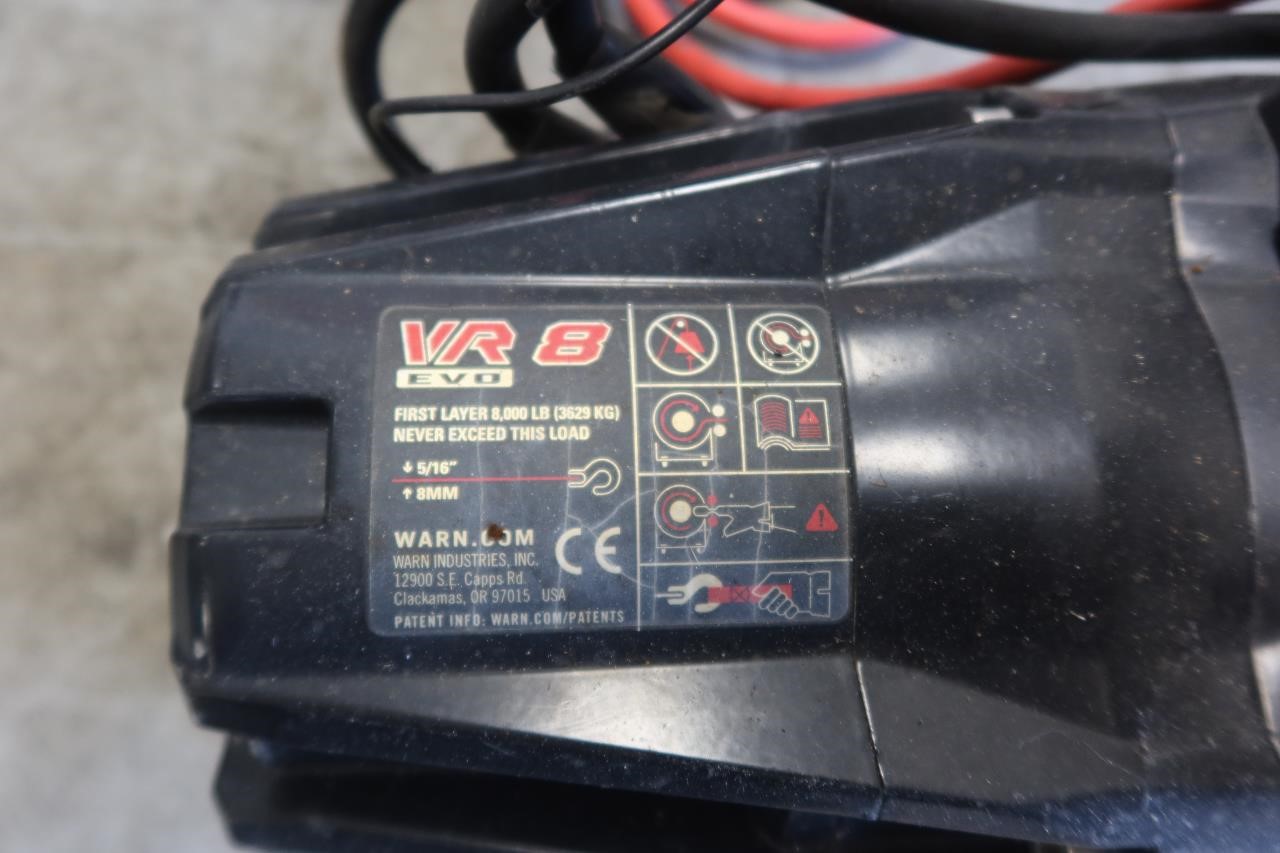 VR 8
EVO
FIRST LAYER 8,000 LB (3629 KG)
NEVER EXCEED THIS LOAD
↓ 5/16"
↑ 8MM
WARN.COM
WARN INDUSTRIES, INC.
12900 S.E. Capps Rd.
Clackamas, OR 97015 USA
CE
PATENT INFO: WARN.COM/PATENTS